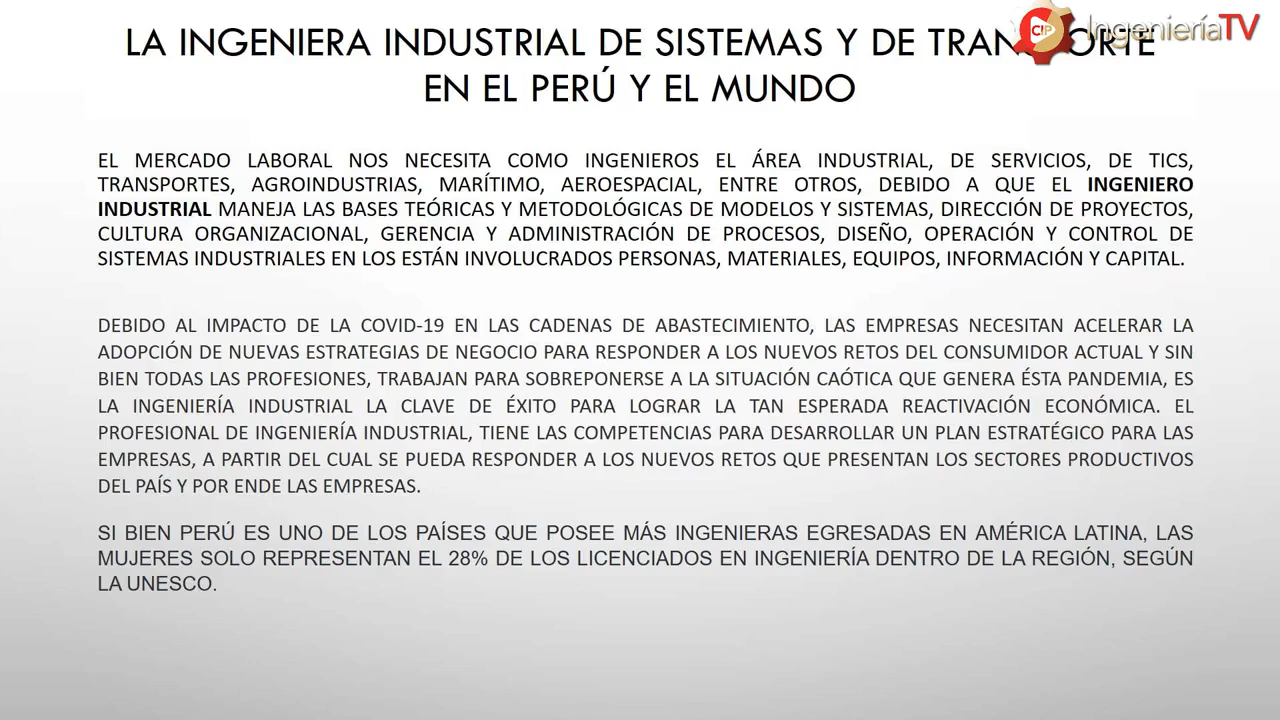 LA INGENIERA INDUSTRIAL DE SISTEMAS Y DE TRANSPORTE
EN EL PERÚ Y EL MUNDO
CIP IngenieríaTV
EL MERCADO LABORAL NOS NECESITA COMO INGENIEROS EL ÁREA INDUSTRIAL, DE SERVICIOS, DE TICS,
TRANSPORTES, AGROINDUSTRIAS, MARÍTIMO, AEROESPACIAL, ENTRE OTROS, DEBIDO A QUE EL INGENIERO
INDUSTRIAL MANEJA LAS BASES TEÓRICAS Y METODOLÓGICAS DE MODELOS Y SISTEMAS, DIRECCIÓN DE PROYECTOS,
CULTURA ORGANIZACIONAL, GERENCIA Y ADMINISTRACIÓN DE PROCESOS, DISEÑO, OPERACIÓN Y CONTROL DE
SISTEMAS INDUSTRIALES EN LOS ESTÁN INVOLUCRADOS PERSONAS, MATERIALES, EQUIPOS, INFORMACIÓN Y CAPITAL.
DEBIDO AL IMPACTO DE LA COVID-19 EN LAS CADENAS DE ABASTECIMIENTO, LAS EMPRESAS NECESITAN ACELERAR LA
ADOPCIÓN DE NUEVAS ESTRATEGIAS DE NEGOCIO PARA RESPONDER A LOS NUEVOS RETOS DEL CONSUMIDOR ACTUAL Y SIN
BIEN TODAS LAS PROFESIONES, TRABAJAN PARA SOBREPONERSE A LA SITUACIÓN CAÓTICA QUE GENERA ÉSTA PANDEMIA, ES
LA INGENIERÍA INDUSTRIAL LA CLAVE DE ÉXITO PARA LOGRAR LA TAN ESPERADA REACTIVACIÓN ECONÓMICA. EL
PROFESIONAL DE INGENIERÍA INDUSTRIAL, TIENE LAS COMPETENCIAS PARA DESARROLLAR UN PLAN ESTRATÉGICO PARA LAS
EMPRESAS, A PARTIR DEL CUAL SE PUEDA RESPONDER A LOS NUEVOS RETOS QUE PRESENTAN LOS SECTORES PRODUCTIVOS
DEL PAÍS Y POR ENDE LAS EMPRESAS.
SI BIEN PERÚ ES UNO DE LOS PAÍSES QUE POSEE MÁS INGENIERAS EGRESADAS EN AMÉRICA LATINA, LAS
MUJERES SOLO REPRESENTAN EL 28% DE LOS LICENCIADOS EN INGENIERÍA DENTRO DE LA REGIÓN, SEGÚN
LA UNESCO.